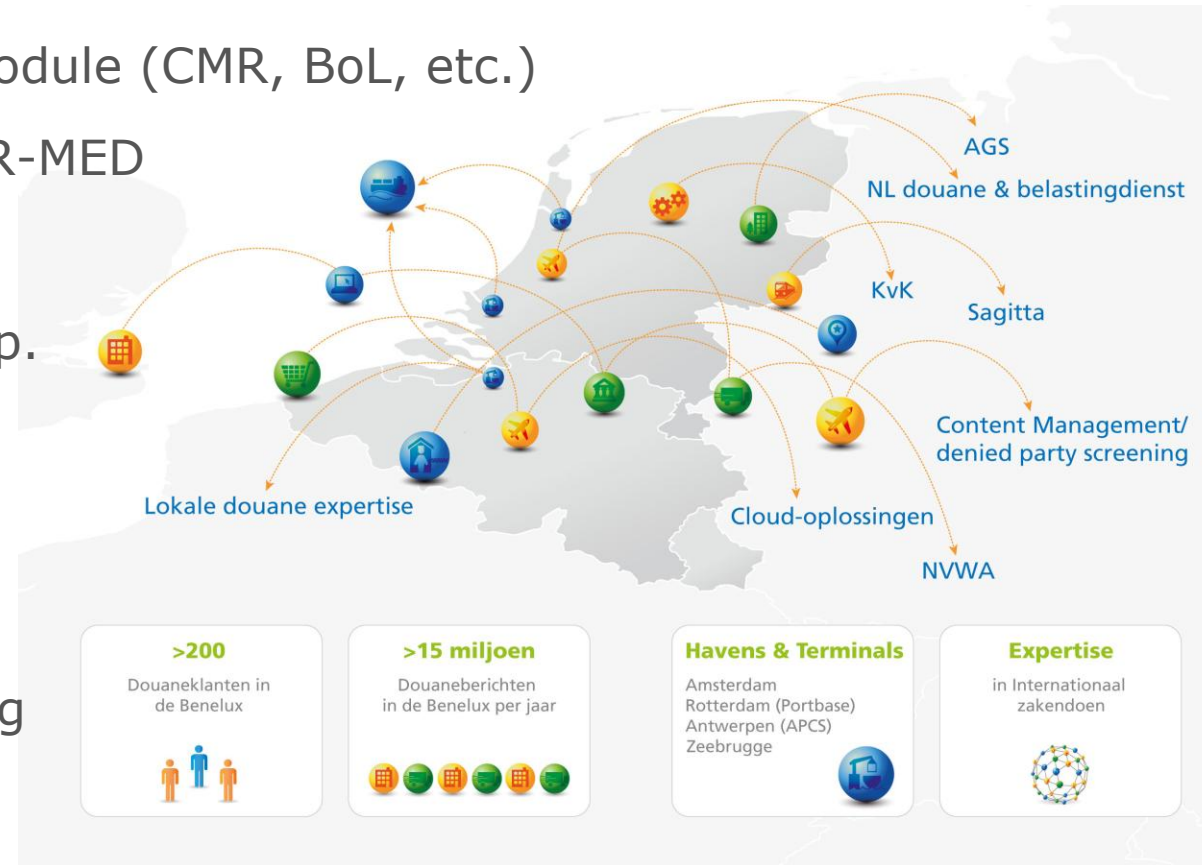 odule (CMR, BoL, etc.)
R-MED
p.
g
AGS
NL douane & belastingdienst
KvK
Sagitta
Content Management/
denied party screening
Lokale douane expertise
Cloud-oplossingen
NVWA
>200
Douaneklanten in
de Benelux
>15 miljoen
Douaneberichten
in de Benelux per jaar
Havens & Terminals
Amsterdam
Rotterdam (Portbase)
Antwerpen (APCS)
Zeebrugge
Expertise
in Internationaal
zakendoen